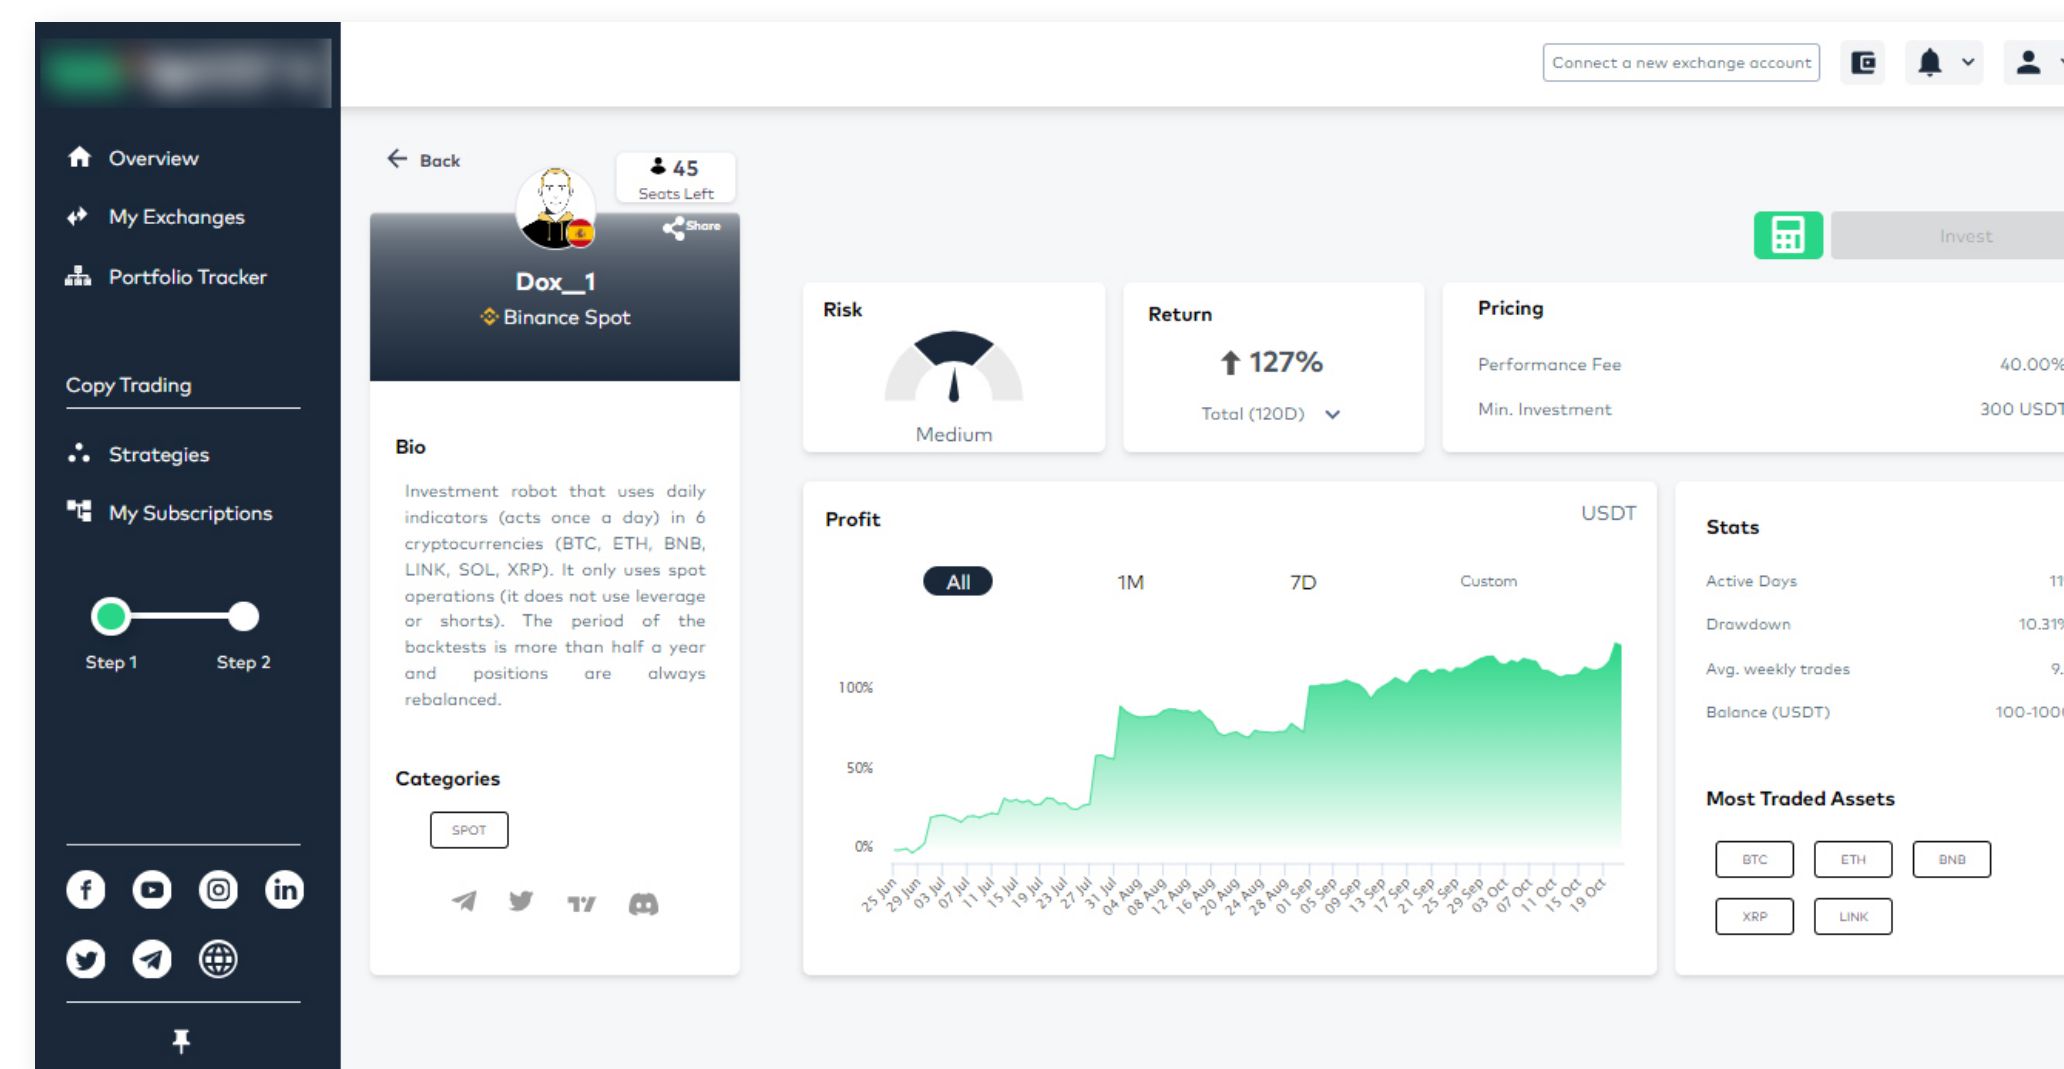 Connect a new exchange account
Overview
My Exchanges
Portfolio Tracker
Copy Trading
Strategies
My Subscriptions
Step 1
Step 2
Back
45
Seats Left
Share
Dox__1
Binance Spot
Bio
Investment robot that uses daily
indicators (acts once a day) in 6
cryptocurrencies (BTC, ETH, BNB,
LINK, SOL, XRP). It only uses spot
operations (it does not use leverage
or shorts). The period of the
backtests is more than half a year
and positions are always
rebalanced.
Categories
SPOT
Invest
Risk
Medium
Return
127%
Total (120D)
Pricing
Performance Fee 40.00%
Min. Investment 300 USDT
Profit
USDT
All 1M 7D Custom
100%
50%
0%
25 Jun 29 Jun 03 Jul 07 Jul 11 Jul 15 Jul 19 Jul 23 Jul 27 Jul 31 Jul 04 Aug 08 Aug 12 Aug 16 Aug 20 Aug 24 Aug 28 Aug 01 Sep 05 Sep 09 Sep 13 Sep 17 Sep 21 Sep 25 Sep 29 Sep 03 Oct 07 Oct 11 Oct 15 Oct 19 Oct
Stats
Active Days
Drawdown 10.31%
Avg. weekly trades
Balance (USDT)
Most Traded Assets
BTC ETH BNB
XRP LINK